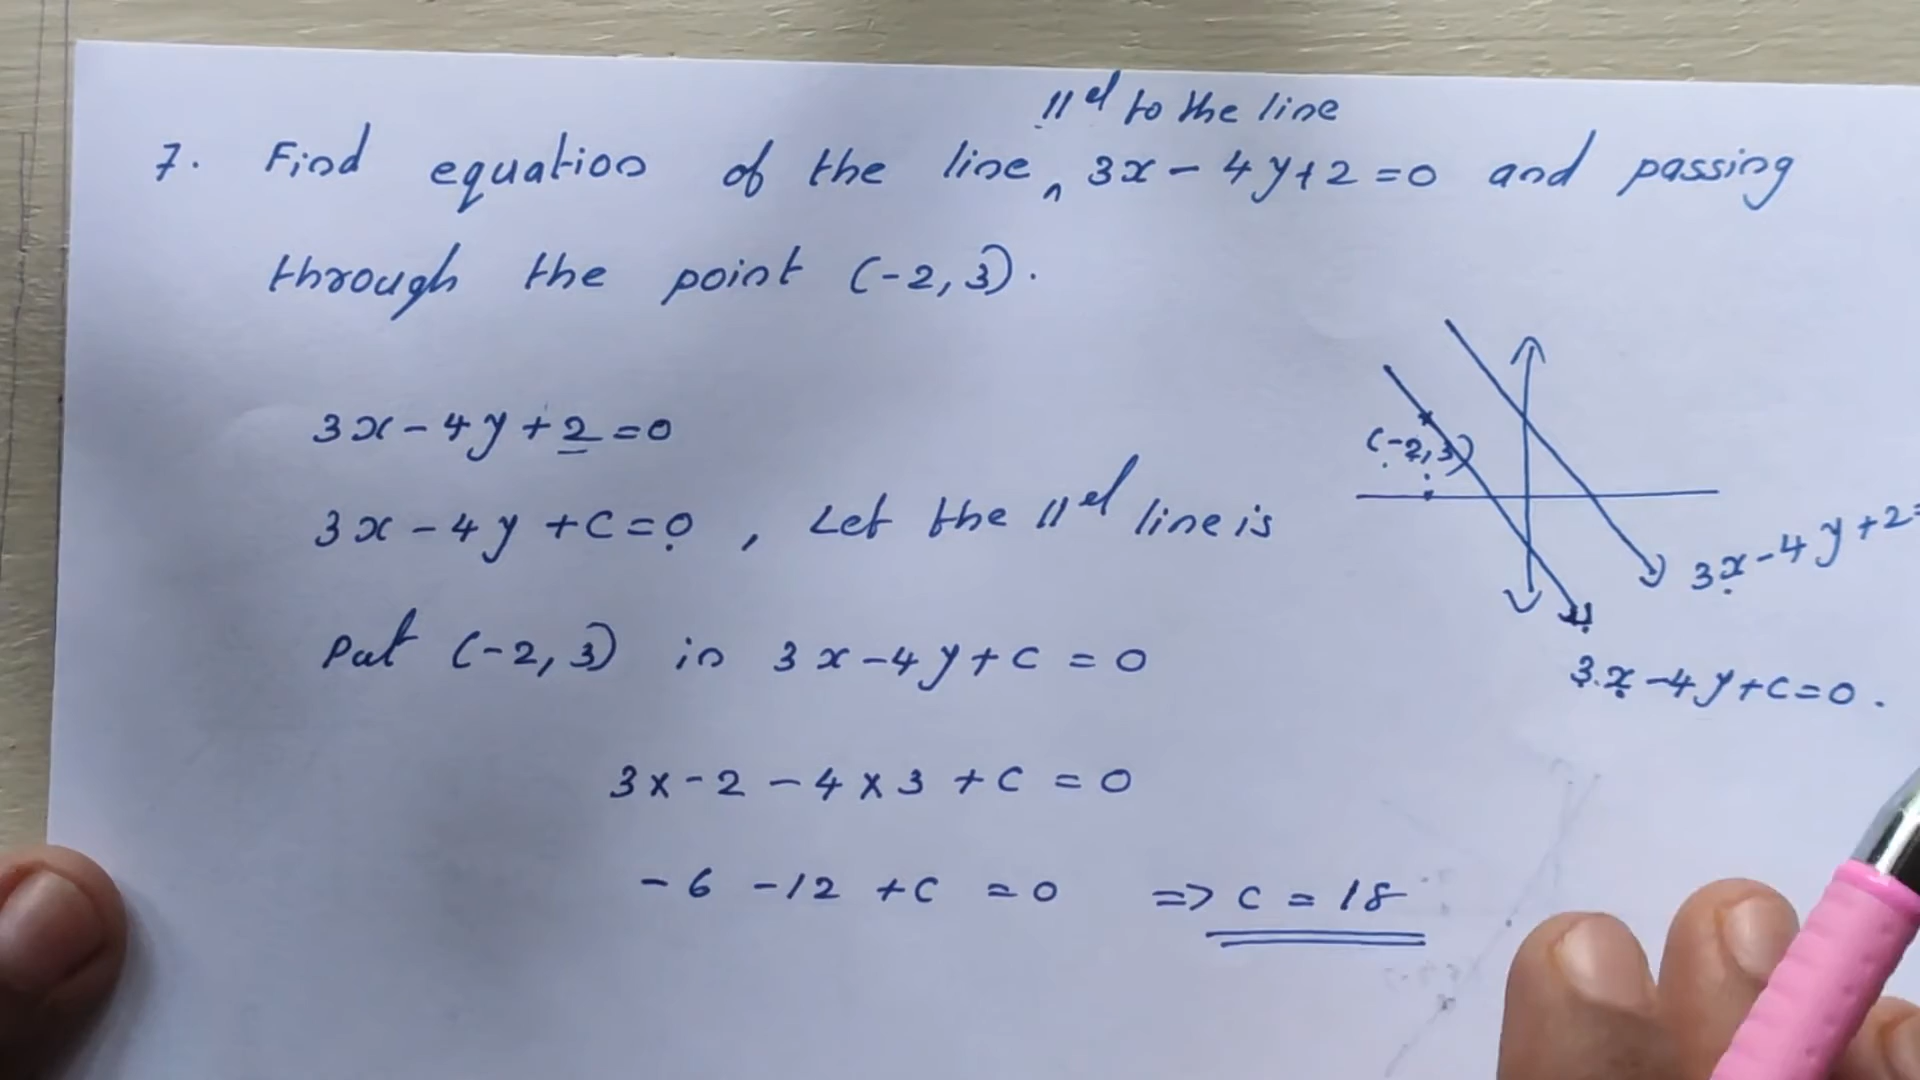 11el to the line
7. Find equation of the line ‸ 3x - 4y + 2 = 0 and passing
through the point (-2, 3).
3x - 4y + 2 = 0
3x - 4y + C = 0 , Let the 11el line is
Put (-2, 3) in 3x - 4y + C = 0
3 x - 2 - 4 x 3 + C = 0
- 6 - 12 + C = 0 => C = 18
(-2, 3)
3x - 4y + 2 =
3x - 4y + C = 0.